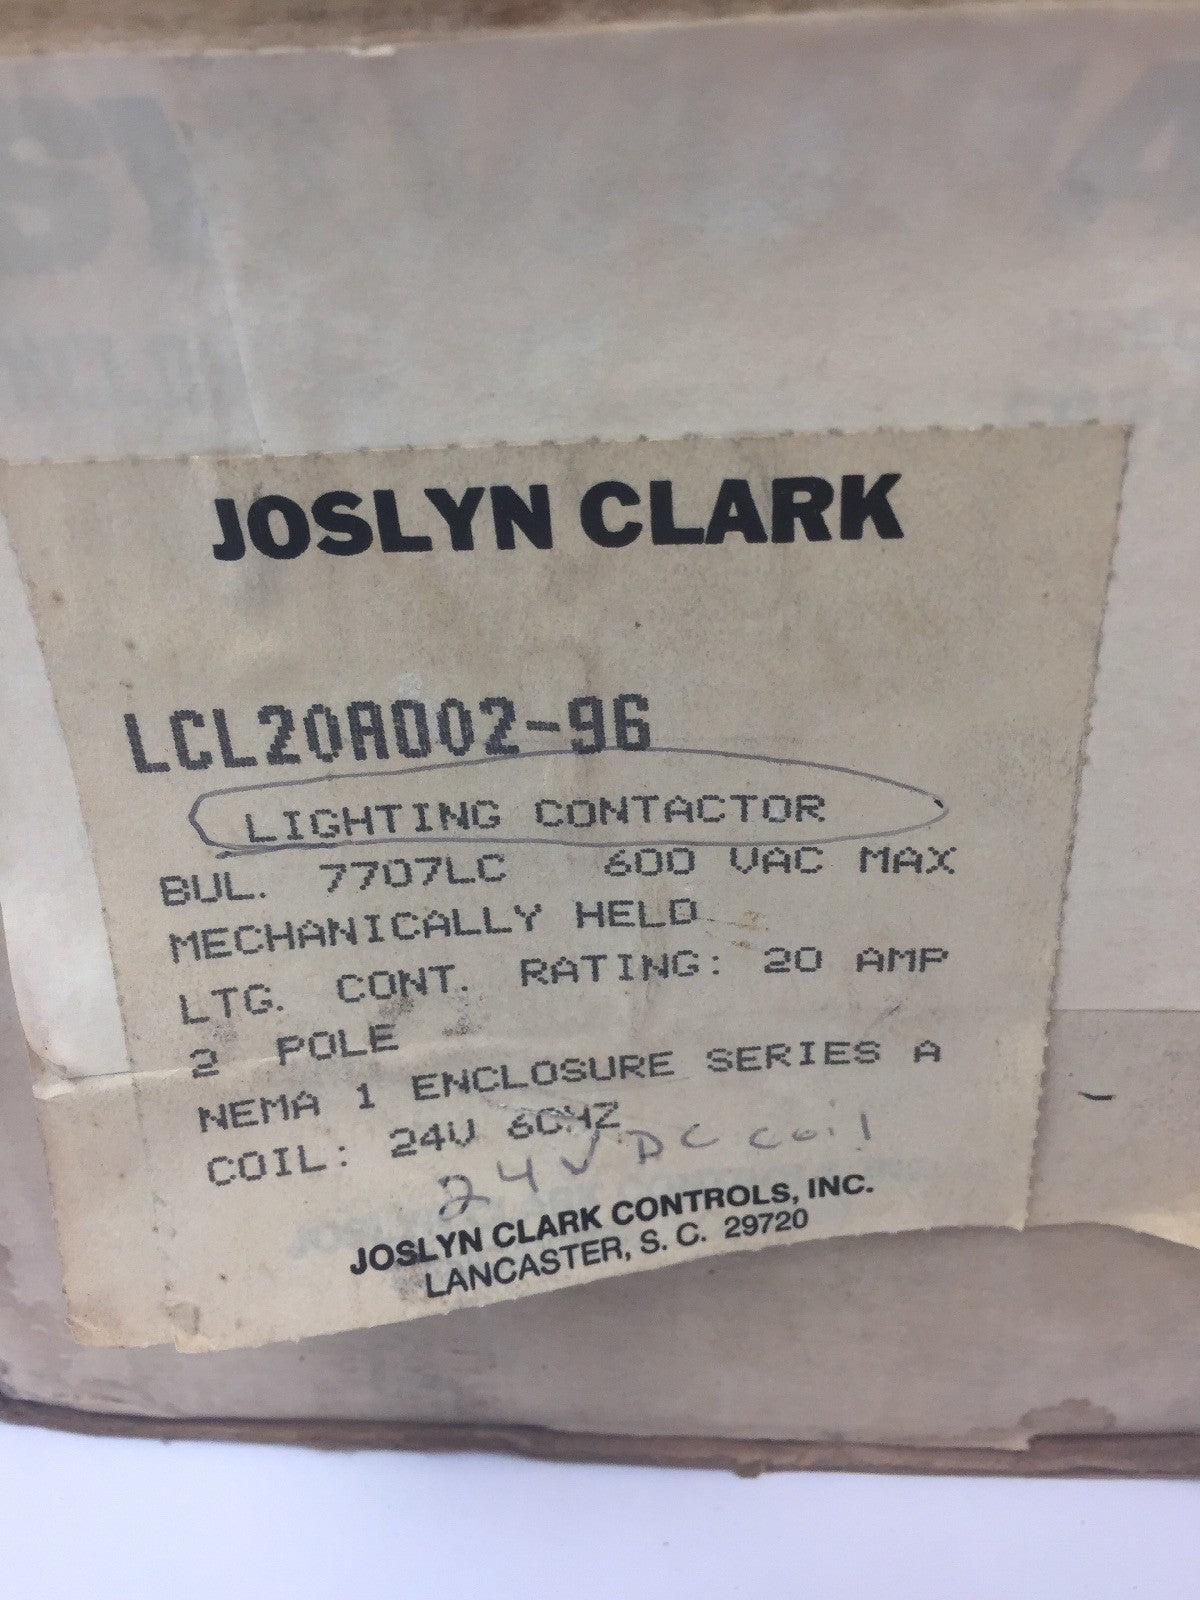 JOSLYN CLARK
LCL20A002-96
LIGHTING CONTACTOR
BUL. 7707LC 600 VAC MAX
MECHANICALLY HELD
LTG. CONT. RATING: 20 AMP
2 POLE
NEMA 1 ENCLOSURE SERIES A
COIL: 24V 60HZ
24V DC coil
JOSLYN CLARK CONTROLS, INC.
LANCASTER, S. C. 29720